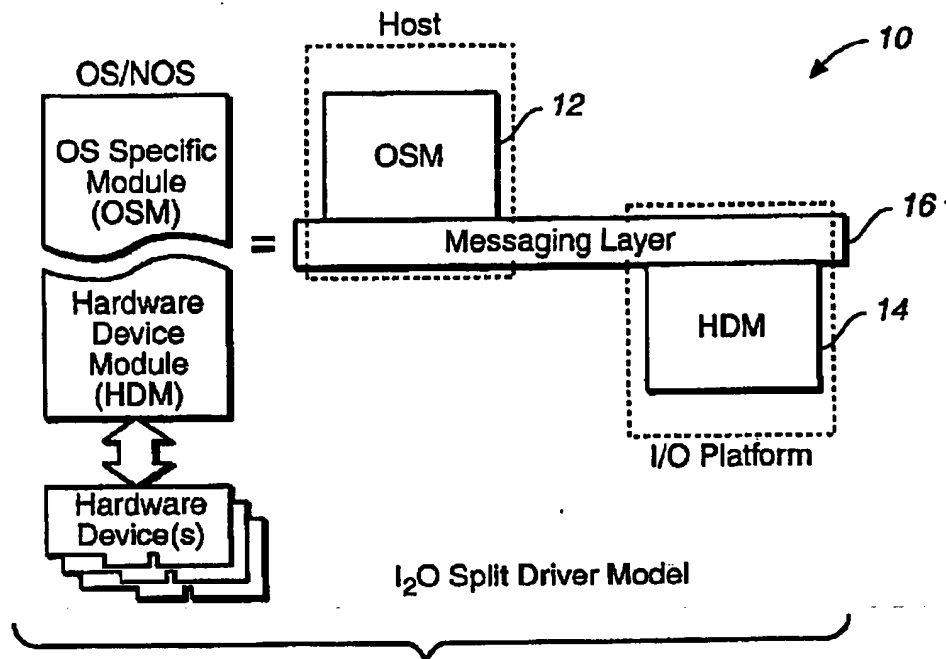 Host
10
OS/NOS
12
OS Specific
Module
(OSM)
OSM
=
16
Messaging Layer
Hardware
Device
Module
(HDM)
HDM
14
I/O Platform
Hardware
Device(s)
I₂O Split Driver Model